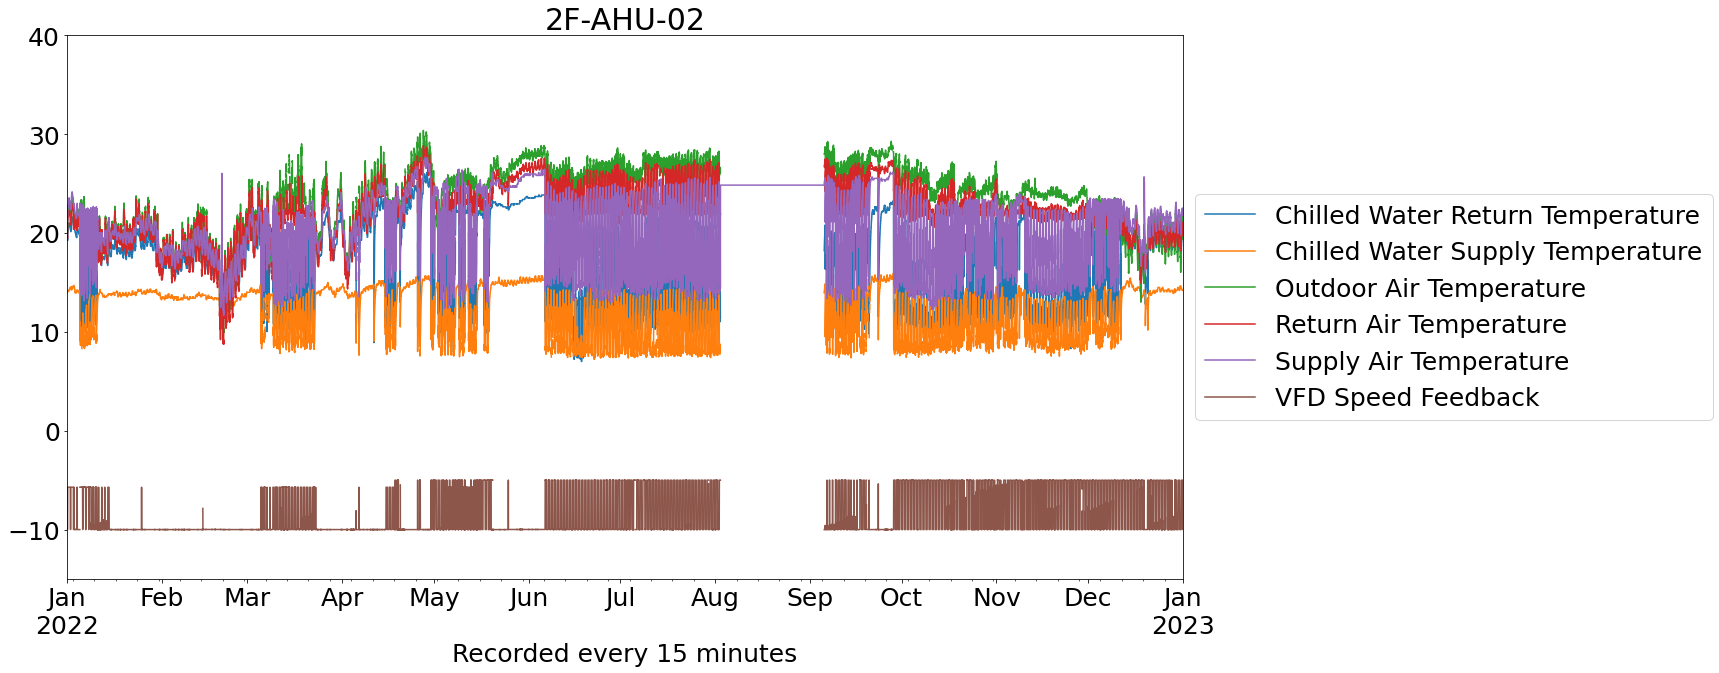 2F-AHU-02
40
30
20
10
0
−10
Jan
2022
Feb
Mar
Apr
May
Jun
Jul
Aug
Sep
Oct
Nov
Dec
Jan
2023
Recorded every 15 minutes
Chilled Water Return Temperature
Chilled Water Supply Temperature
Outdoor Air Temperature
Return Air Temperature
Supply Air Temperature
VFD Speed Feedback